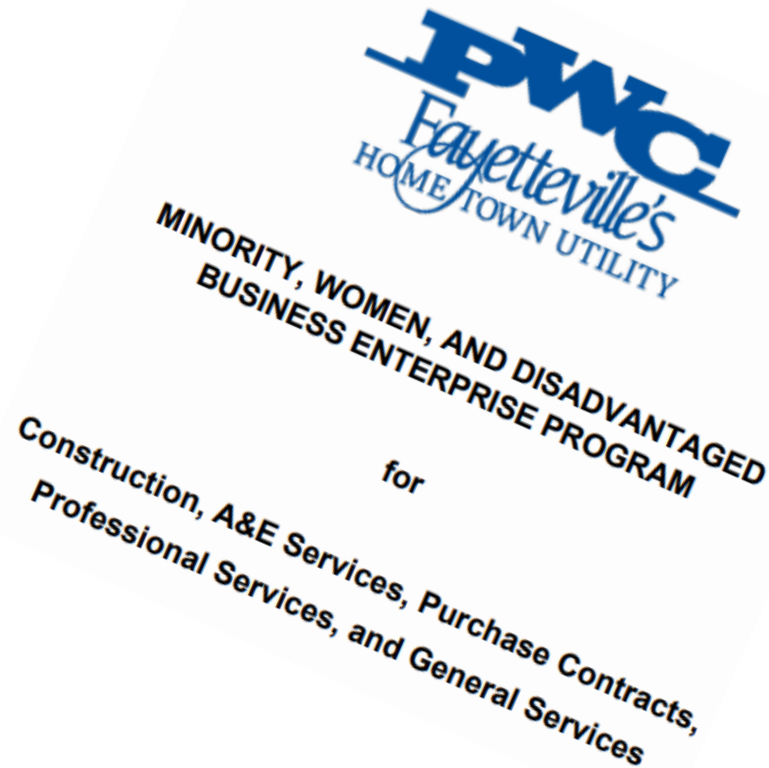 PWC
Fayetteville's
HOME TOWN UTILITY
MINORITY, WOMEN, AND DISADVANTAGED
BUSINESS ENTERPRISE PROGRAM
for
Construction, A&E Services, Purchase Contracts,
Professional Services, and General Services